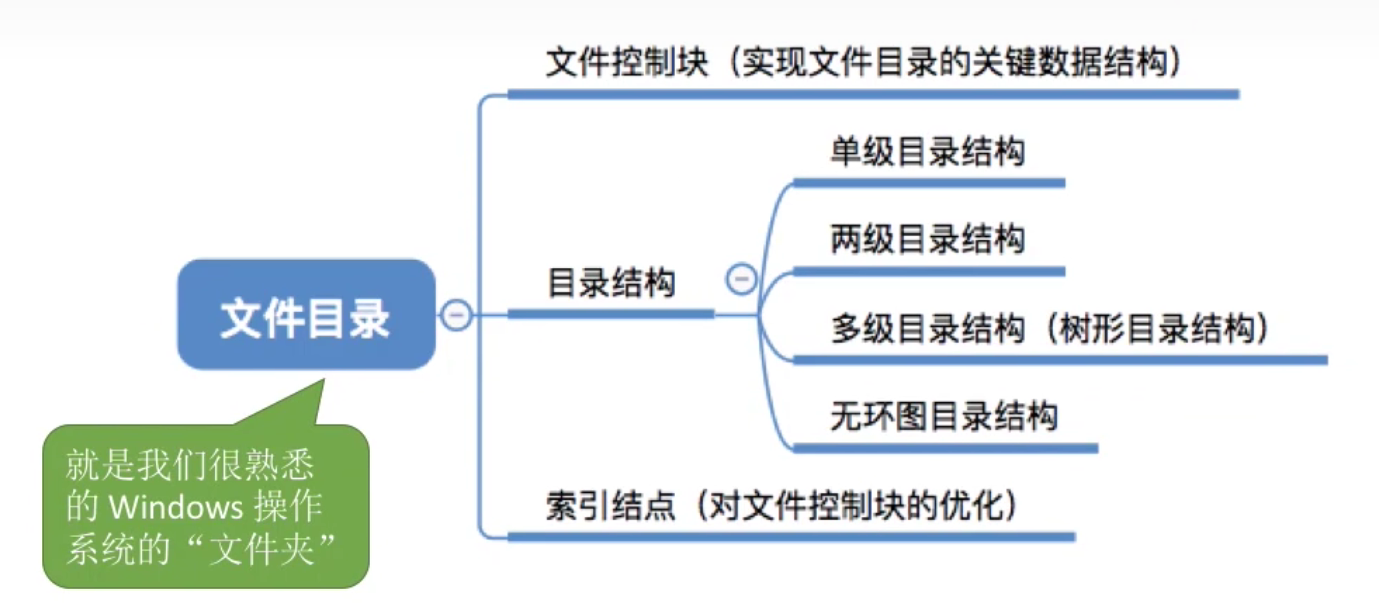 文件控制块（实现文件目录的关键数据结构）
单级目录结构
两级目录结构
目录结构
多级目录结构（树形目录结构）
文件目录
无环图目录结构
就是我们很熟悉
的 Windows 操作
系统的“文件夹”
索引结点（对文件控制块的优化）